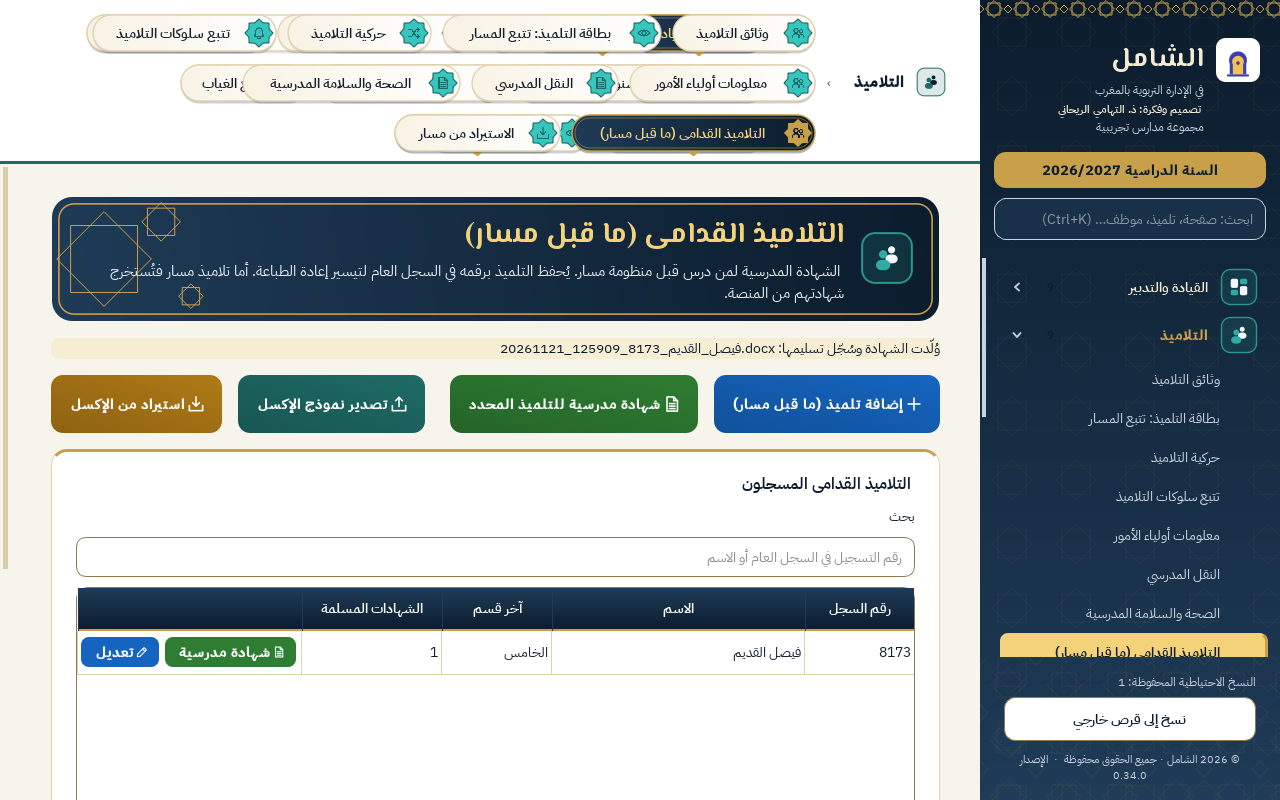 الشامل
في الإدارة التربوية بالمغرب
تصميم وفكرة: ذ. التهامي الريحاني
مجموعة مدارس تجريبية
السنة الدراسية 2026/2027
ابحث: صفحة، تلميذ، موظف... (Ctrl+K)
القيادة والتدبير
التلاميذ 9
وثائق التلاميذ
بطاقة التلميذ: تتبع المسار
حركية التلاميذ
تتبع سلوكات التلاميذ
معلومات أولياء الأمور
النقل المدرسي
الصحة والسلامة المدرسية
التلاميذ القدامى (ما قبل مسار)
النسخ الاحتياطية المحفوظة: 1
نسخ إلى قرص خارجي
© 2026 الشامل · جميع الحقوق محفوظة · الإصدار
0.34.0
وثائق التلاميذ
بطاقة التلميذ: تتبع المسار
حركية التلاميذ
تتبع سلوكات التلاميذ
التلاميذ ›
معلومات أولياء الأمور
النقل المدرسي
الصحة والسلامة المدرسية
الغياب
التلاميذ القدامى (ما قبل مسار)
الاستيراد من مسار
التلاميذ القدامى (ما قبل مسار)
الشهادة المدرسية لمن درس قبل منظومة مسار. يُحفظ التلميذ برقمه في السجل العام لتيسير إعادة الطباعة. أما تلاميذ مسار فتُستخرج
شهادتهم من المنصة.
وُلّدت الشهادة وسُجّل تسليمها: docx.فيصل_القديم_8173_125909_20261121
إضافة تلميذ (ما قبل مسار)
شهادة مدرسية للتلميذ المحدد
تصدير نموذج الإكسل
استيراد من الإكسل
التلاميذ القدامى المسجلون
بحث
رقم التسجيل في السجل العام أو الاسم
رقم السجل الاسم آخر قسم الشهادات المسلمة
8173 فيصل القديم الخامس 1 شهادة مدرسية تعديل